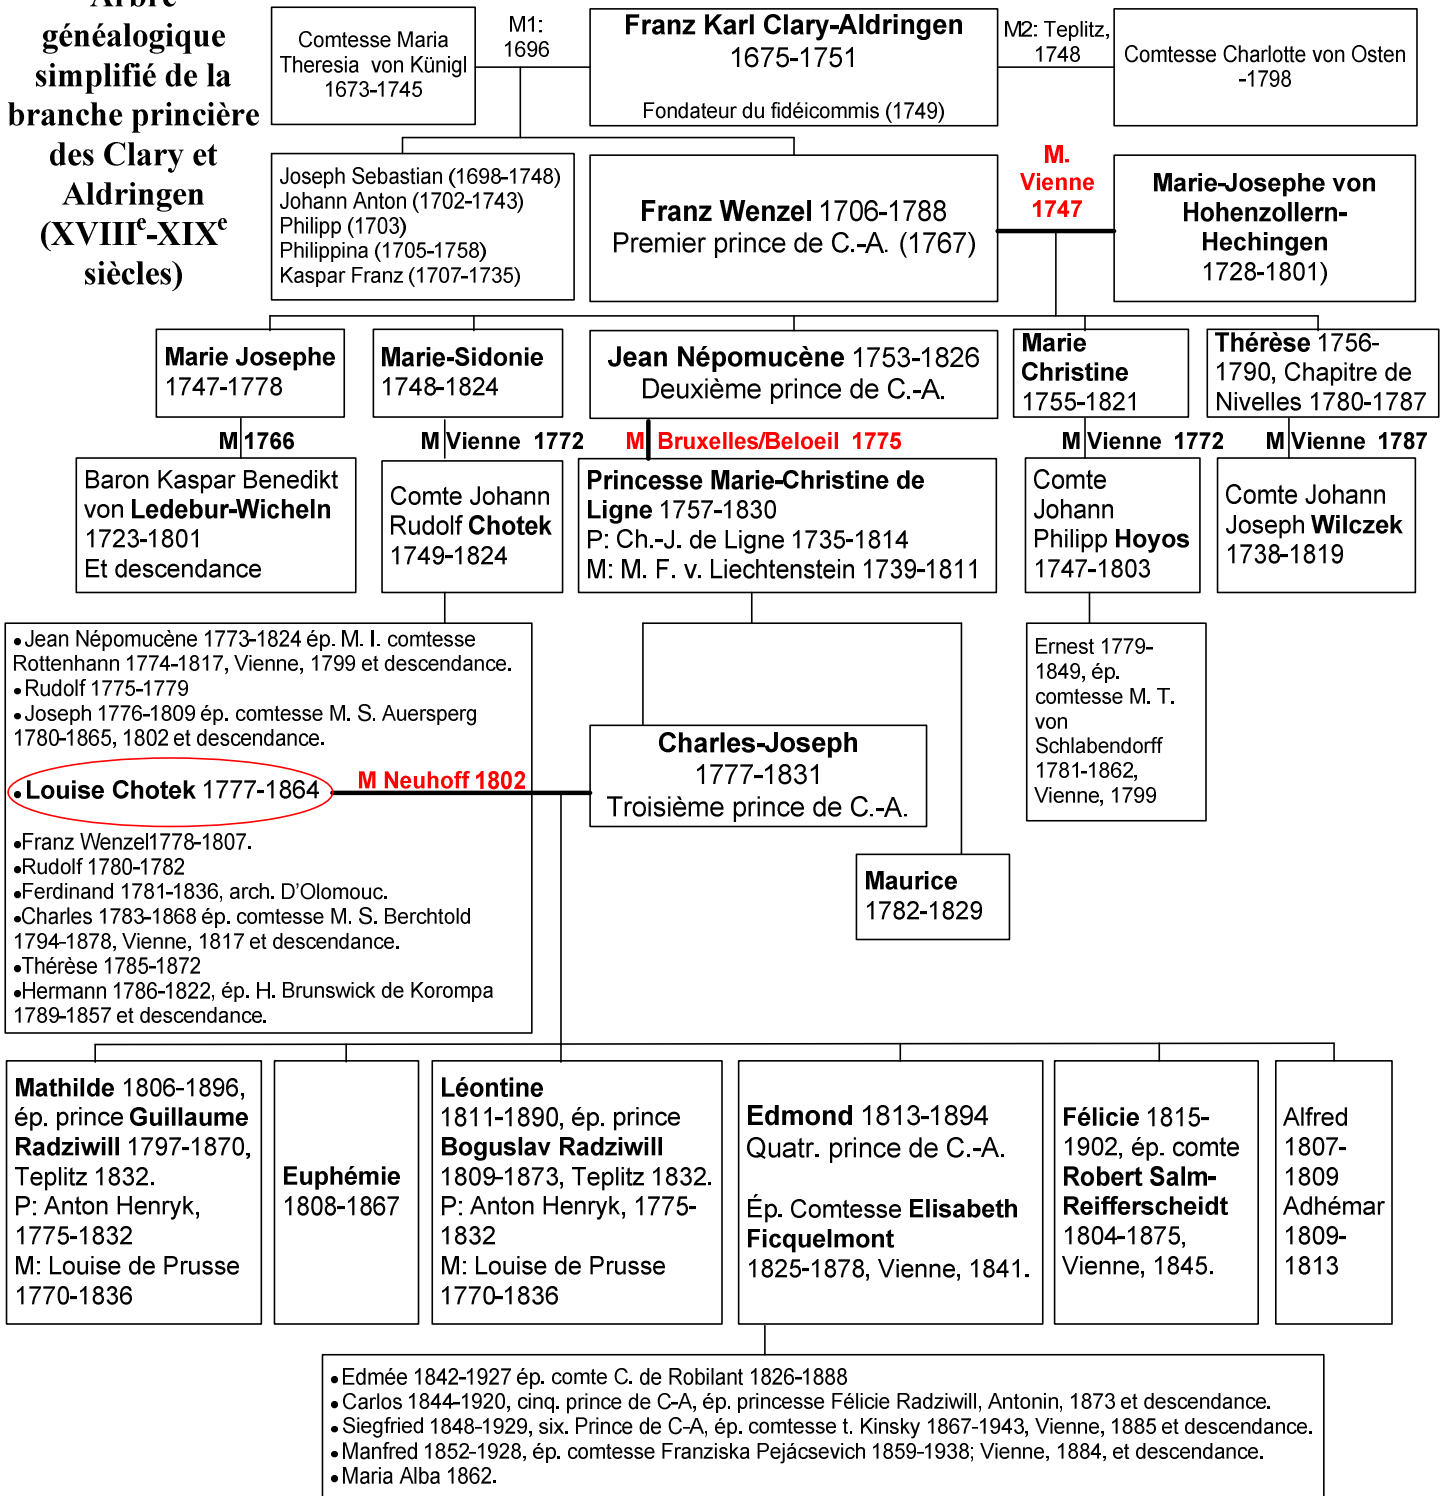 Arbre
généalogique
simplifié de la
branche princière
des Clary et
Aldringen
(XVIIIe-XIXe
siècles)
Comtesse Maria
Theresia von Künigl
1673-1745
M1:
1696
Franz Karl Clary-Aldringen
1675-1751
Fondateur du fidéicommis (1749)
M2: Teplitz,
1748
Comtesse Charlotte von Osten
-1798
Joseph Sebastian (1698-1748)
Johann Anton (1702-1743)
Philipp (1703)
Philippina (1705-1758)
Kaspar Franz (1707-1735)
Franz Wenzel 1706-1788
Premier prince de C.-A. (1767)
M.
Vienne
1747
Marie-Josephe von
Hohenzollern-
Hechingen
1728-1801)
Marie Josephe
1747-1778
Marie-Sidonie
1748-1824
Jean Népomucène 1753-1826
Deuxième prince de C.-A.
Marie
Christine
1755-1821
Thérèse 1756-
1790, Chapitre de
Nivelles 1780-1787
M 1766
M Vienne 1772
M Bruxelles/Beloeil 1775
M Vienne 1772
M Vienne 1787
Baron Kaspar Benedikt
von Ledebur-Wicheln
1723-1801
Et descendance
Comte Johann
Rudolf Chotek
1749-1824
Princesse Marie-Christine de
Ligne 1757-1830
P: Ch.-J. de Ligne 1735-1814
M: M. F. v. Liechtenstein 1739-1811
Comte
Johann
Philipp Hoyos
1747-1803
Comte Johann
Joseph Wilczek
1738-1819
•Jean Népomucène 1773-1824 ép. M. I. comtesse
Rottenhann 1774-1817, Vienne, 1799 et descendance.
•Rudolf 1775-1779
•Joseph 1776-1809 ép. comtesse M. S. Auersperg
1780-1865, 1802 et descendance.
•Louise Chotek 1777-1864
M Neuhoff 1802
•Franz Wenzel1778-1807.
•Rudolf 1780-1782
•Ferdinand 1781-1836, arch. D'Olomouc.
•Charles 1783-1868 ép. comtesse M. S. Berchtold
1794-1878, Vienne, 1817 et descendance.
•Thérèse 1785-1872
•Hermann 1786-1822, ép. H. Brunswick de Korompa
1789-1857 et descendance.
Charles-Joseph
1777-1831
Troisième prince de C.-A.
Maurice
1782-1829
Ernest 1779-
1849, ép.
comtesse M. T.
von
Schlabendorff
1781-1862,
Vienne, 1799
Mathilde 1806-1896,
ép. prince Guillaume
Radziwill 1797-1870,
Teplitz 1832.
P: Anton Henryk,
1775-1832
M: Louise de Prusse
1770-1836
Euphémie
1808-1867
Léontine
1811-1890, ép. prince
Boguslav Radziwill
1809-1873, Teplitz 1832.
P: Anton Henryk, 1775-
1832
M: Louise de Prusse
1770-1836
Edmond 1813-1894
Quatr. prince de C.-A.
Ép. Comtesse Elisabeth
Ficquelmont
1825-1878, Vienne, 1841.
Félicie 1815-
1902, ép. comte
Robert Salm-
Reifferscheidt
1804-1875,
Vienne, 1845.
Alfred
1807-
1809
Adhémar
1809-
1813
•Edmée 1842-1927 ép. comte C. de Robilant 1826-1888
•Carlos 1844-1920, cinq. prince de C-A, ép. princesse Félicie Radziwill, Antonin, 1873 et descendance.
•Siegfried 1848-1929, six. Prince de C-A, ép. comtesse t. Kinsky 1867-1943, Vienne, 1885 et descendance.
•Manfred 1852-1928, ép. comtesse Franziska Pejácsevich 1859-1938; Vienne, 1884, et descendance.
•Maria Alba 1862.